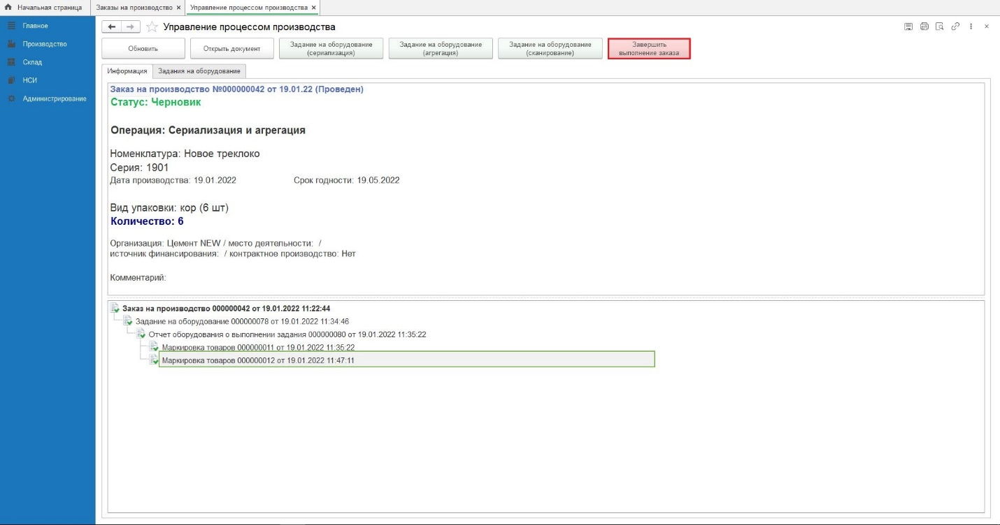 Начальная страница
Заказы на производство ×
Управление процессом производства ×
Главное
Производство
Склад
НСИ
Администрирование
Управление процессом производства
Обновить
Открыть документ
Задание на оборудование
(сериализация)
Задание на оборудование
(агрегация)
Задание на оборудование
(сканирование)
Завершить
выполнение заказа
Информация
Задания на оборудование
Заказ на производство №000000042 от 19.01.22 (Проведен)
Статус: Черновик
Операция: Сериализация и агрегация
Номенклатура: Новое треклоко
Серия: 1901
Дата производства: 19.01.2022 Срок годности: 19.05.2022
Вид упаковки: кор (6 шт)
Количество: 6
Организация: Цемент NEW / место деятельности: /
источник финансирования: / контрактное производство: Нет
Комментарий:
Заказ на производство 000000042 от 19.01.2022 11:22:44
Задание на оборудование 000000078 от 19.01.2022 11:34:46
Отчет оборудования о выполнении задания 000000080 от 19.01.2022 11:35:22
Маркировка товаров 000000011 от 19.01.2022 11:35:22
Маркировка товаров 000000012 от 19.01.2022 11:47:11